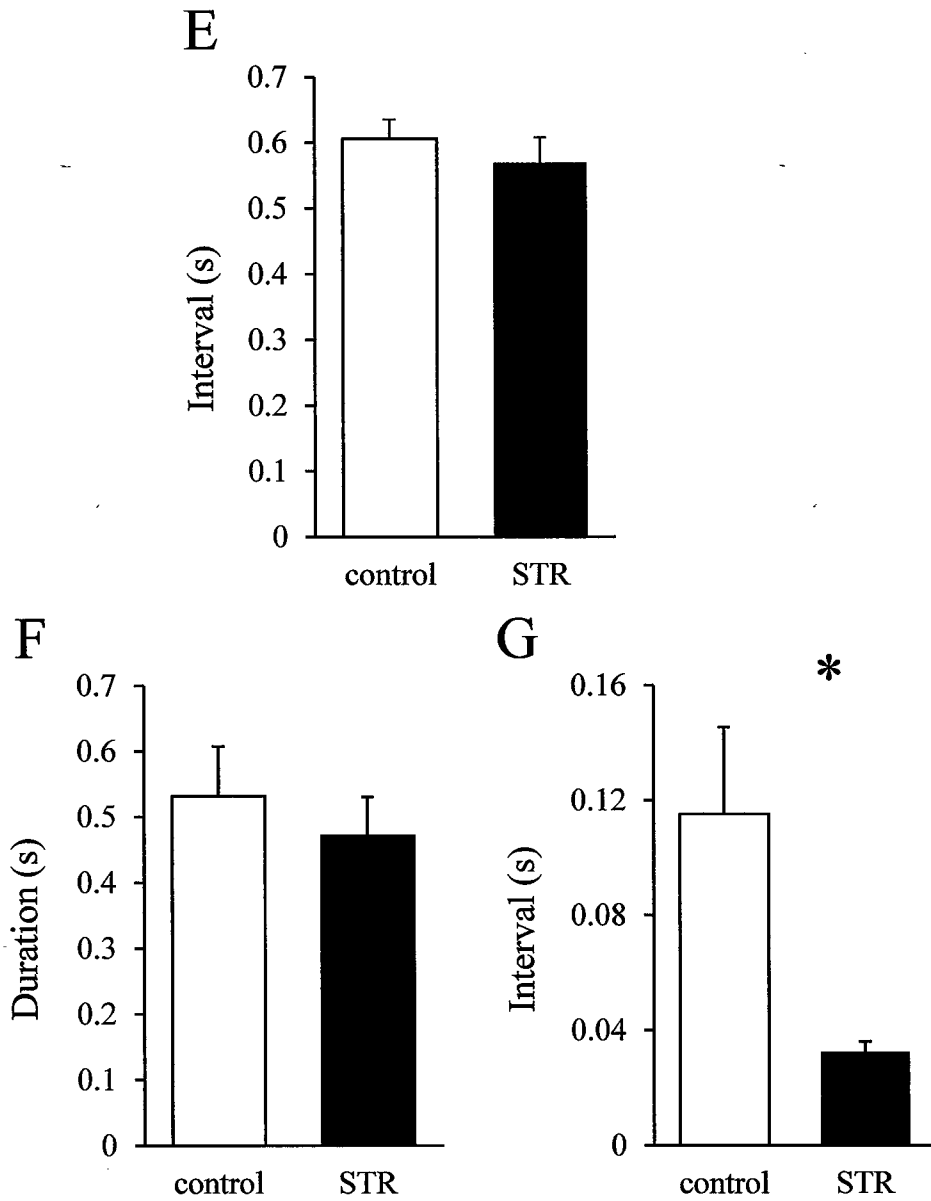 E
0.7
0.6
0.5
0.4
0.3
0.2
0.1
0
Interval (s)
control STR
F
0.7
0.6
0.5
0.4
0.3
0.2
0.1
0
Duration (s)
control STR
G
*
0.16
0.12
0.08
0.04
0
Interval (s)
control STR